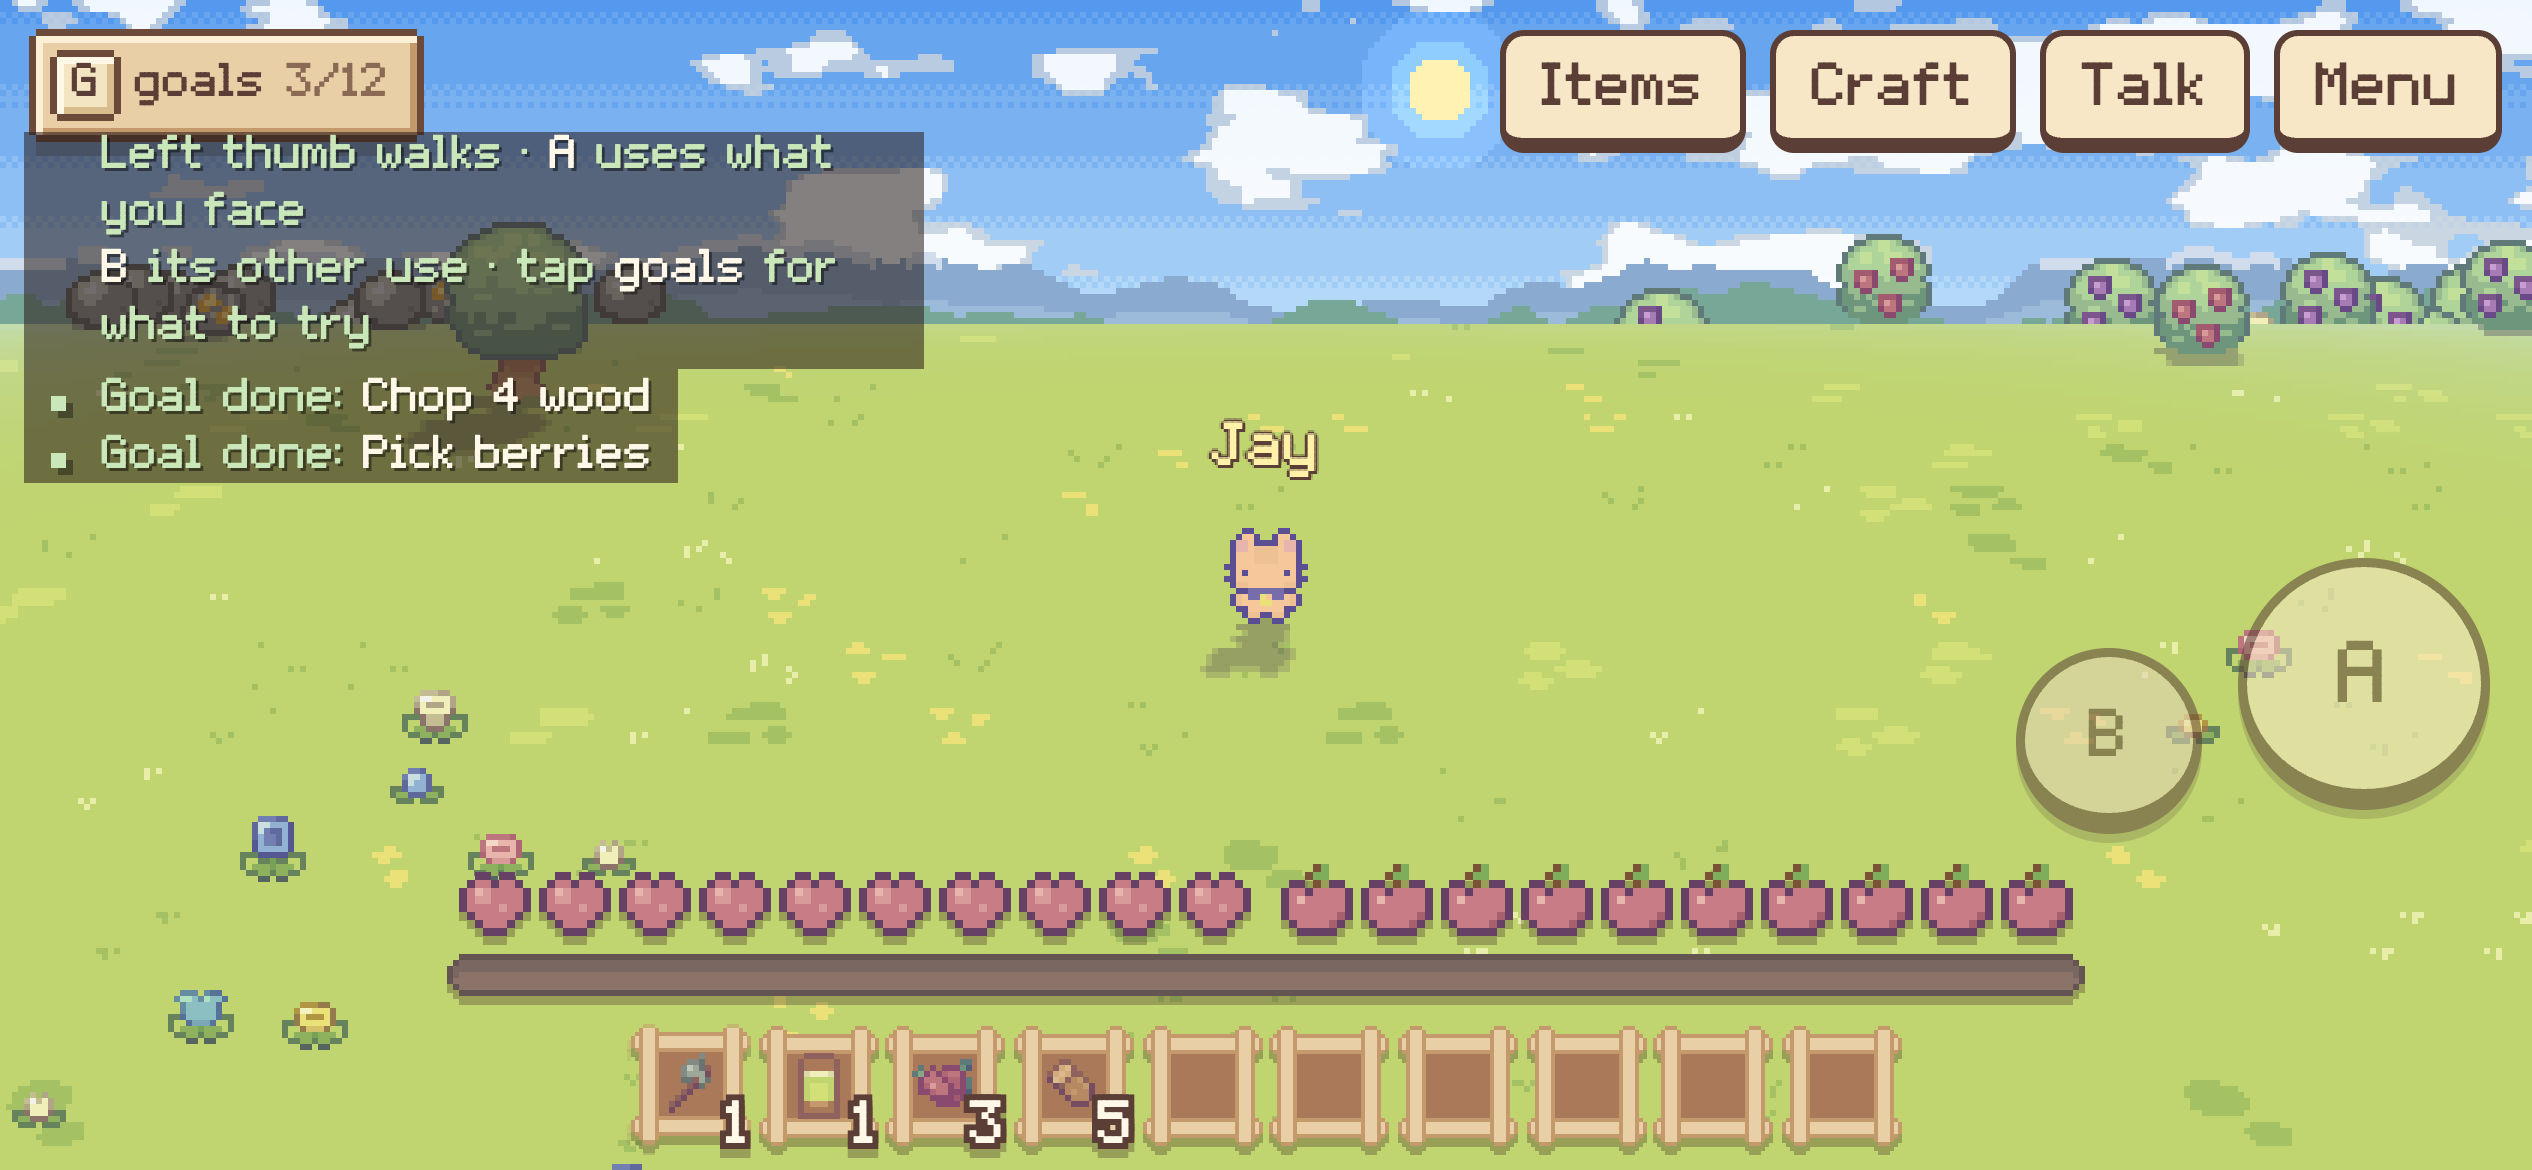 G goals 3/12
Items
Craft
Talk
Menu
Left thumb walks · A uses what
you face
B its other use · tap goals for
what to try
Goal done: Chop 4 wood
Goal done: Pick berries
Jay
A
B
1
1
3
5